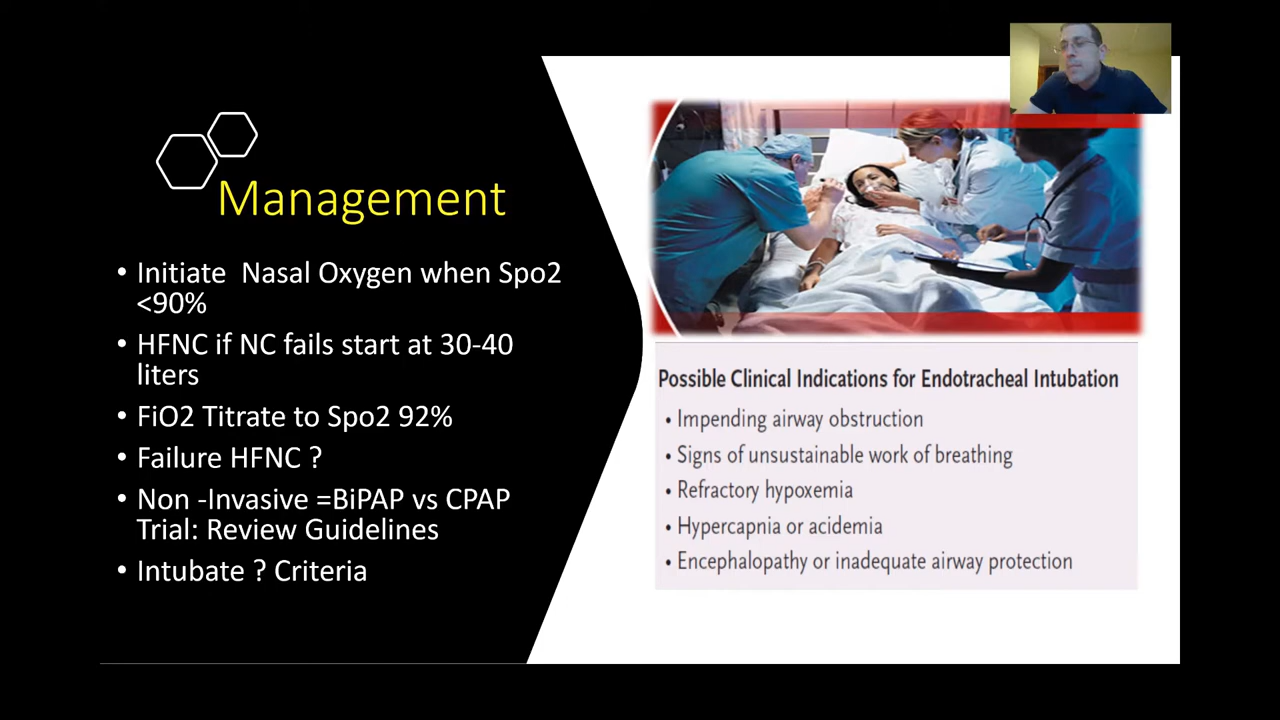 Management
• Initiate  Nasal Oxygen when Spo2
<90%
• HFNC if NC fails start at 30-40
liters
• FiO2 Titrate to Spo2 92%
• Failure HFNC ?
• Non -Invasive =BiPAP vs CPAP
Trial: Review Guidelines
• Intubate ? Criteria
Possible Clinical Indications for Endotracheal Intubation
• Impending airway obstruction
• Signs of unsustainable work of breathing
• Refractory hypoxemia
• Hypercapnia or acidemia
• Encephalopathy or inadequate airway protection